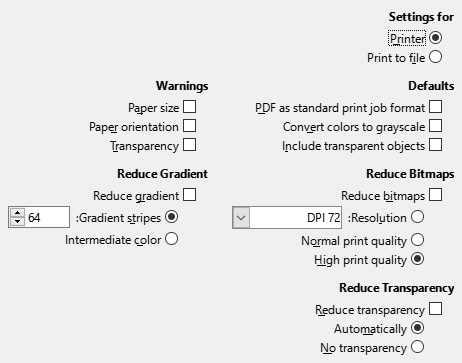 Settings for
Printer
Print to file
Defaults
PDF as standard print job format
Convert colors to grayscale
Include transparent objects
Warnings
Paper size
Paper orientation
Transparency
Reduce Bitmaps
Reduce bitmaps
:Resolution
DPI 72
Normal print quality
High print quality
Reduce Gradient
Reduce gradient
:Gradient stripes
64
Intermediate color
Reduce Transparency
Reduce transparency
Automatically
No transparency